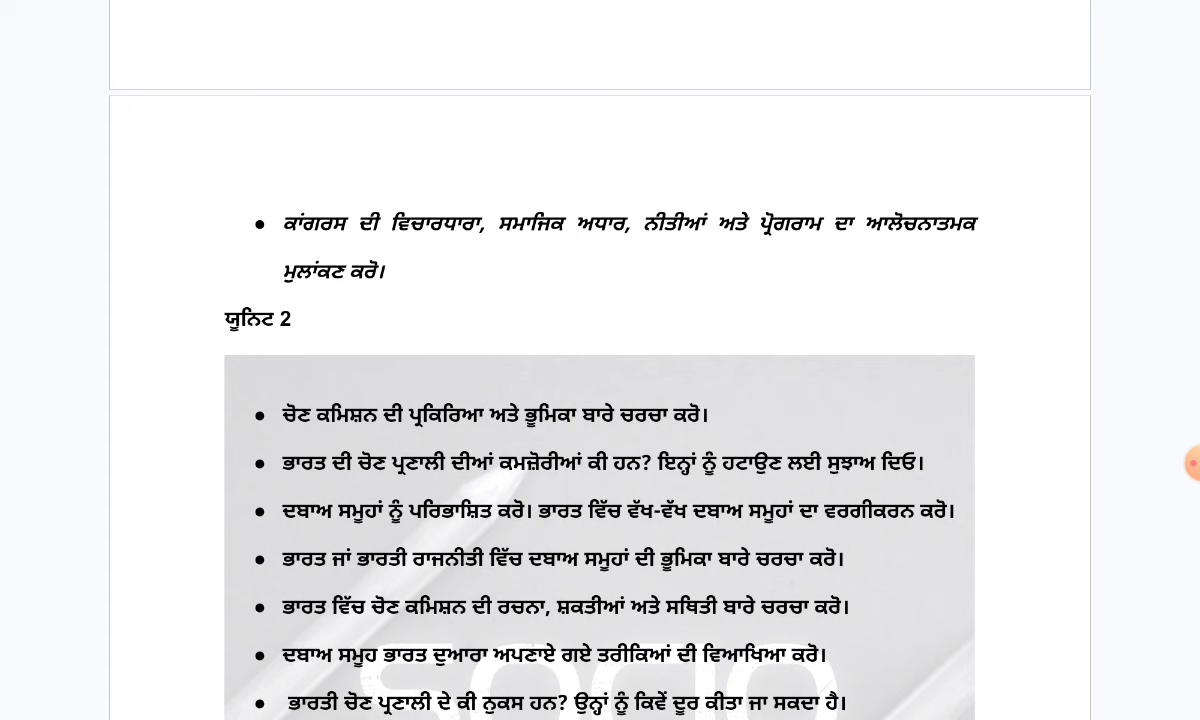 ● ਕਾਂਗਰਸ ਦੀ ਵਿਚਾਰਧਾਰਾ, ਸਮਾਜਿਕ ਅਧਾਰ, ਨੀਤੀਆਂ ਅਤੇ ਪ੍ਰੋਗਰਾਮ ਦਾ ਆਲੋਚਨਾਤਮਕ
ਮੁਲਾਂਕਣ ਕਰੋ।
ਯੂਨਿਟ 2
● ਚੋਣ ਕਮਿਸ਼ਨ ਦੀ ਪ੍ਰਕਿਰਿਆ ਅਤੇ ਭੂਮਿਕਾ ਬਾਰੇ ਚਰਚਾ ਕਰੋ।
● ਭਾਰਤ ਦੀ ਚੋਣ ਪ੍ਰਣਾਲੀ ਦੀਆਂ ਕਮਜ਼ੋਰੀਆਂ ਕੀ ਹਨ? ਇਨ੍ਹਾਂ ਨੂੰ ਹਟਾਉਣ ਲਈ ਸੁਝਾਅ ਦਿਓ।
● ਦਬਾਅ ਸਮੂਹਾਂ ਨੂੰ ਪਰਿਭਾਸ਼ਿਤ ਕਰੋ। ਭਾਰਤ ਵਿੱਚ ਵੱਖ-ਵੱਖ ਦਬਾਅ ਸਮੂਹਾਂ ਦਾ ਵਰਗੀਕਰਨ ਕਰੋ।
● ਭਾਰਤ ਜਾਂ ਭਾਰਤੀ ਰਾਜਨੀਤੀ ਵਿੱਚ ਦਬਾਅ ਸਮੂਹਾਂ ਦੀ ਭੂਮਿਕਾ ਬਾਰੇ ਚਰਚਾ ਕਰੋ।
● ਭਾਰਤ ਵਿੱਚ ਚੋਣ ਕਮਿਸ਼ਨ ਦੀ ਰਚਨਾ, ਸ਼ਕਤੀਆਂ ਅਤੇ ਸਥਿਤੀ ਬਾਰੇ ਚਰਚਾ ਕਰੋ।
● ਦਬਾਅ ਸਮੂਹ ਭਾਰਤ ਦੁਆਰਾ ਅਪਣਾਏ ਗਏ ਤਰੀਕਿਆਂ ਦੀ ਵਿਆਖਿਆ ਕਰੋ।
● ਭਾਰਤੀ ਚੋਣ ਪ੍ਰਣਾਲੀ ਦੇ ਕੀ ਨੁਕਸ ਹਨ? ਉਨ੍ਹਾਂ ਨੂੰ ਕਿਵੇਂ ਦੂਰ ਕੀਤਾ ਜਾ ਸਕਦਾ ਹੈ।